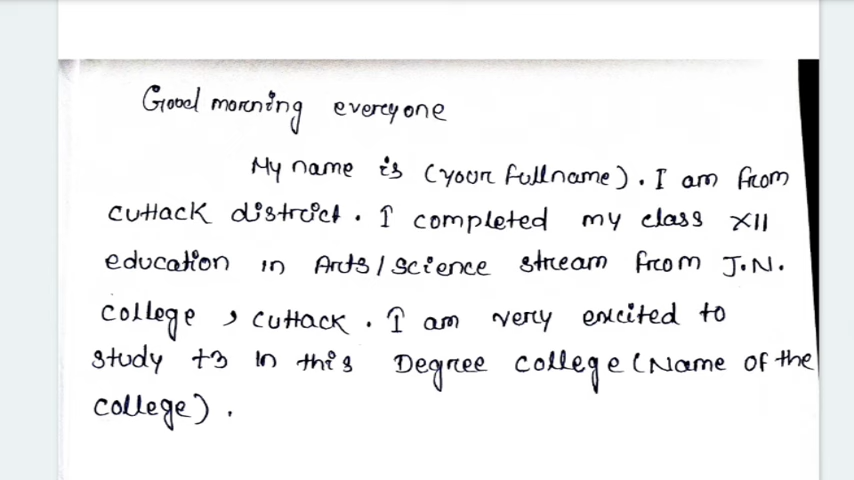 Good morning everyone
My name is (your fullname). I am from
cuttack district. I completed my class XII
education in Arts/science stream from J.N.
college, cuttack. I am very excited to
study t3 in this Degree college (Name of the
college).